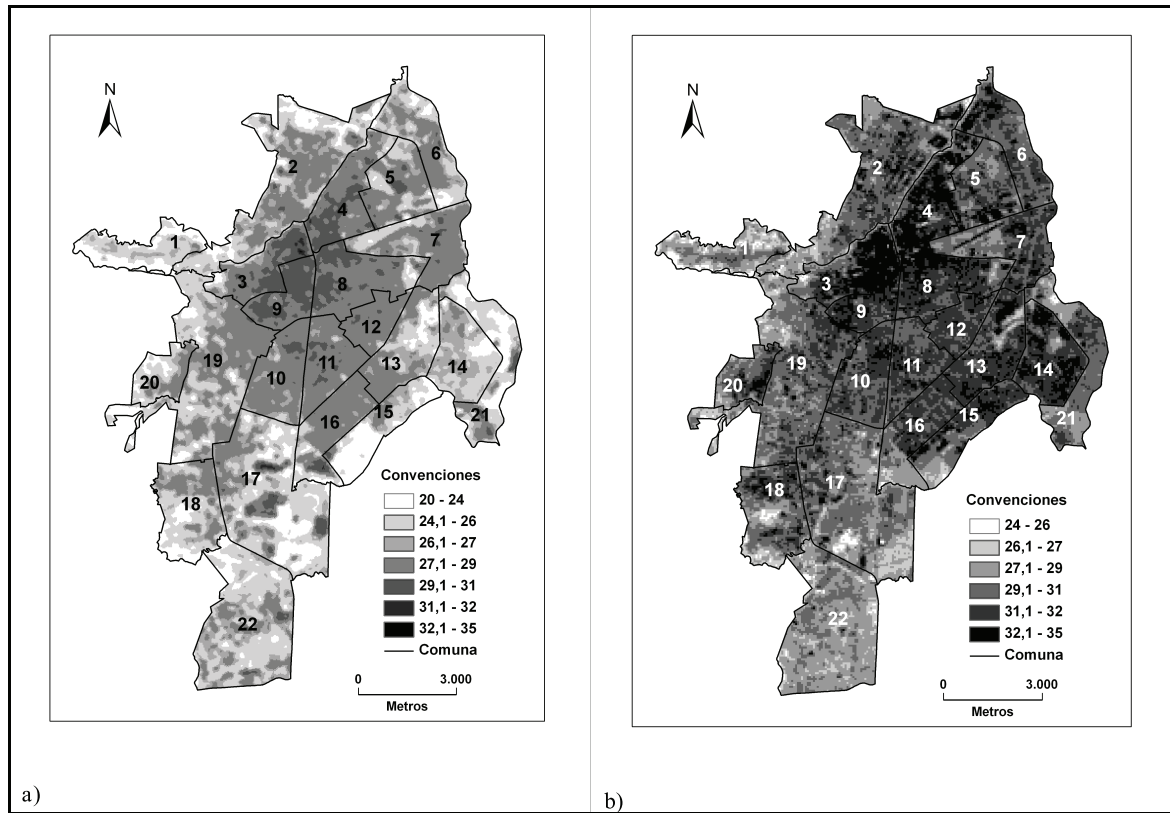 N
1
2
3
4
5
6
7
8
9
10
11
12
13
14
15
16
17
18
19
20
21
22
Convenciones
20 - 24
24,1 - 26
26,1 - 27
27,1 - 29
29,1 - 31
31,1 - 32
32,1 - 35
Comuna
0 3.000
Metros
a)
N
1
2
3
4
5
6
7
8
9
10
11
12
13
14
15
16
17
18
19
20
21
22
Convenciones
24 - 26
26,1 - 27
27,1 - 29
29,1 - 31
31,1 - 32
32,1 - 35
Comuna
0 3.000
Metros
b)